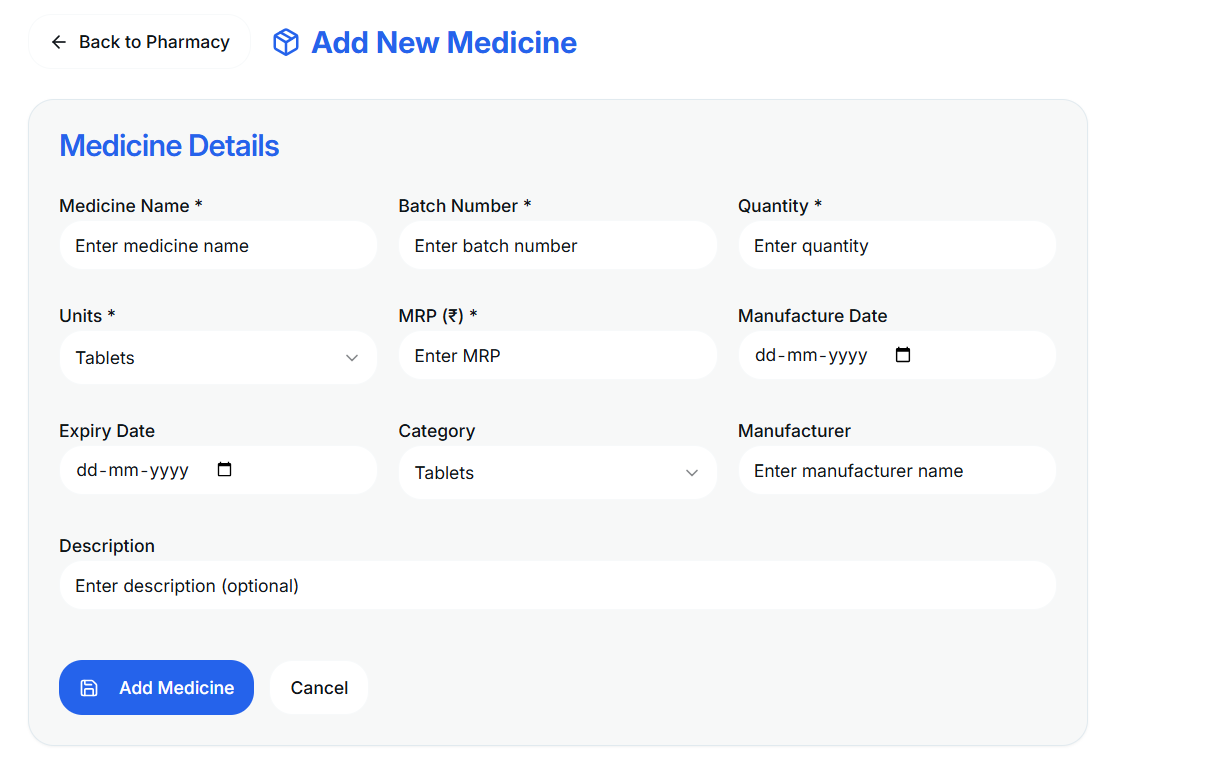 Back to Pharmacy
Add New Medicine
Medicine Details
Medicine Name * Batch Number * Quantity *
Enter medicine name Enter batch number Enter quantity
Units * MRP (₹) * Manufacture Date
Tablets Enter MRP dd-mm-yyyy
Expiry Date Category Manufacturer
dd-mm-yyyy Tablets Enter manufacturer name
Description
Enter description (optional)
Add Medicine Cancel